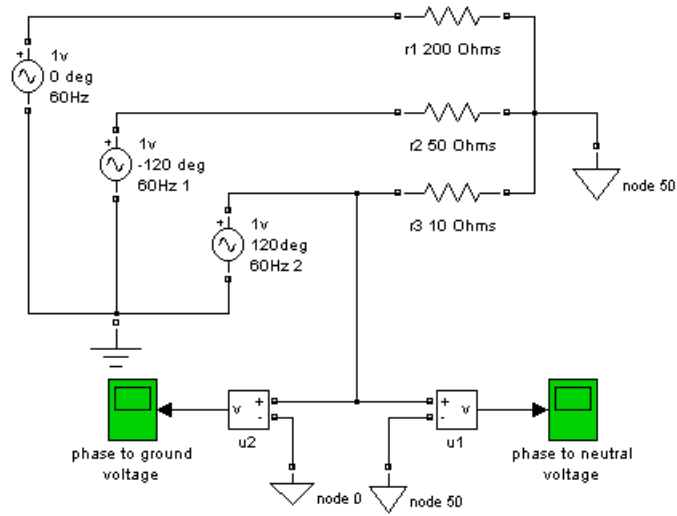 r1 200 Ohms
+ 1v
0 deg
60Hz
r2 50 Ohms
+ 1v
-120 deg
60Hz 1
node 50
r3 10 Ohms
+ 1v
120deg
60Hz 2
v + -
u2
+ - v
u1
phase to ground
voltage
phase to neutral
voltage
node 0
node 50